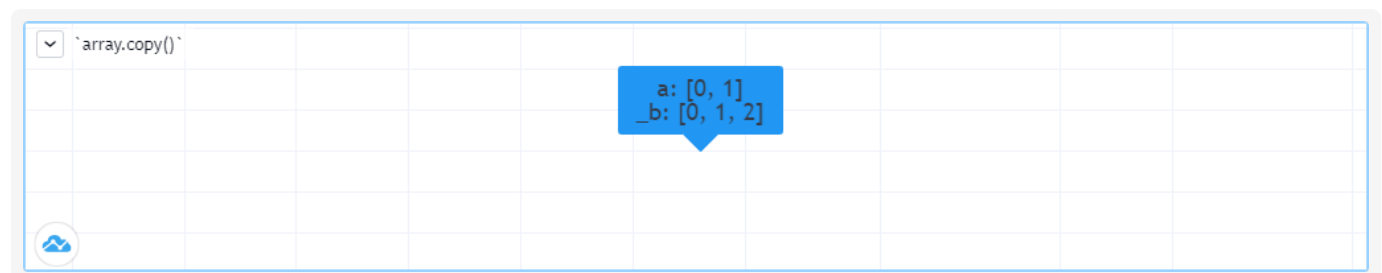 `array.copy()`
a: [0, 1]
_b: [0, 1, 2]